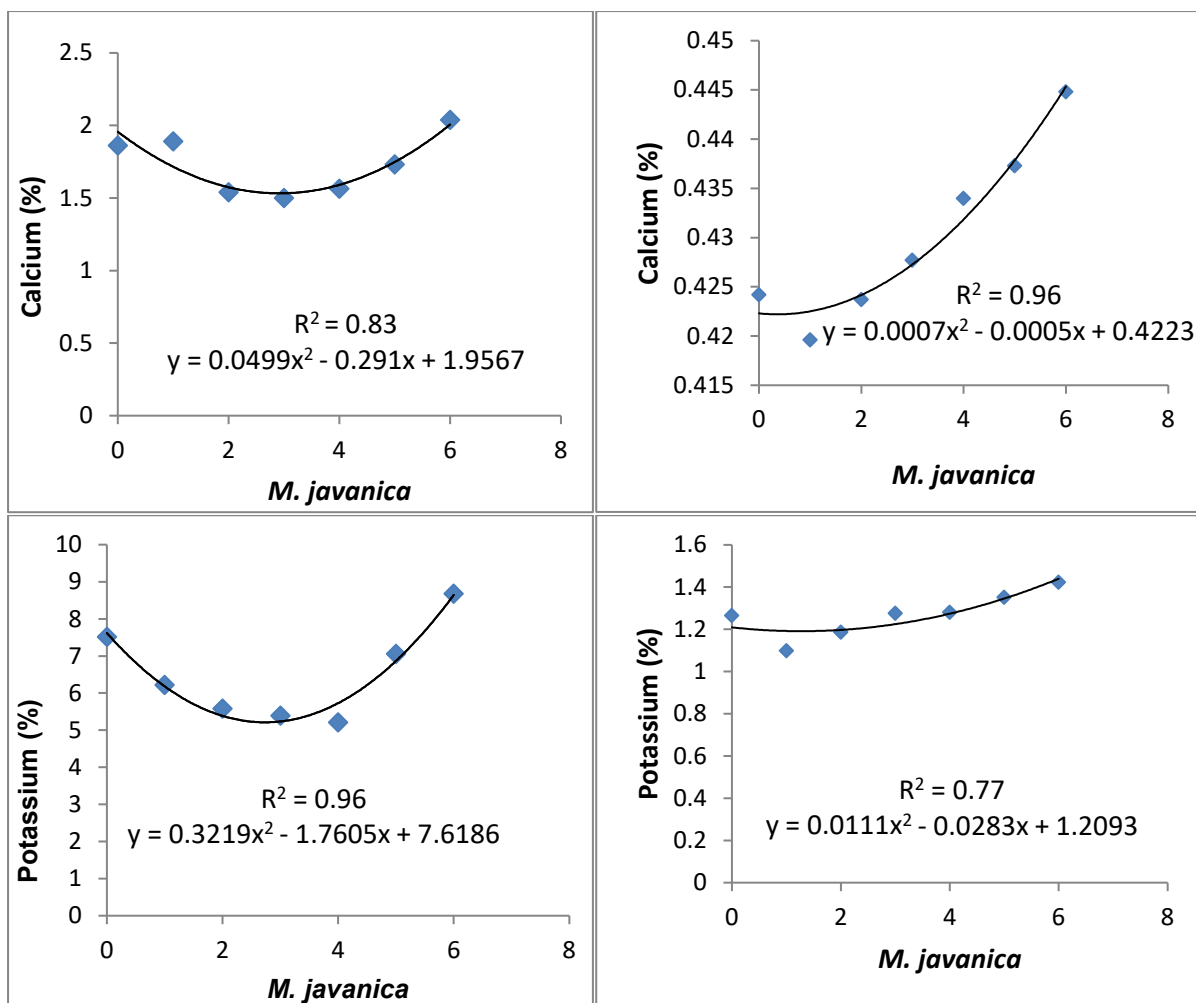 Calcium (%)
2.5
2
1.5
1
0.5
0
R² = 0.83
y = 0.0499x² - 0.291x + 1.9567
0 2 4 6 8
M. javanica
Calcium (%)
0.45
0.445
0.44
0.435
0.43
0.425
0.42
0.415
R² = 0.96
y = 0.0007x² - 0.0005x + 0.4223
0 2 4 6 8
M. javanica
Potassium (%)
10
9
8
7
6
5
4
3
2
1
0
R² = 0.96
y = 0.3219x² - 1.7605x + 7.6186
0 2 4 6 8
M. javanica
Potassium (%)
1.6
1.4
1.2
1
0.8
0.6
0.4
0.2
0
R² = 0.77
y = 0.0111x² - 0.0283x + 1.2093
0 2 4 6 8
M. javanica